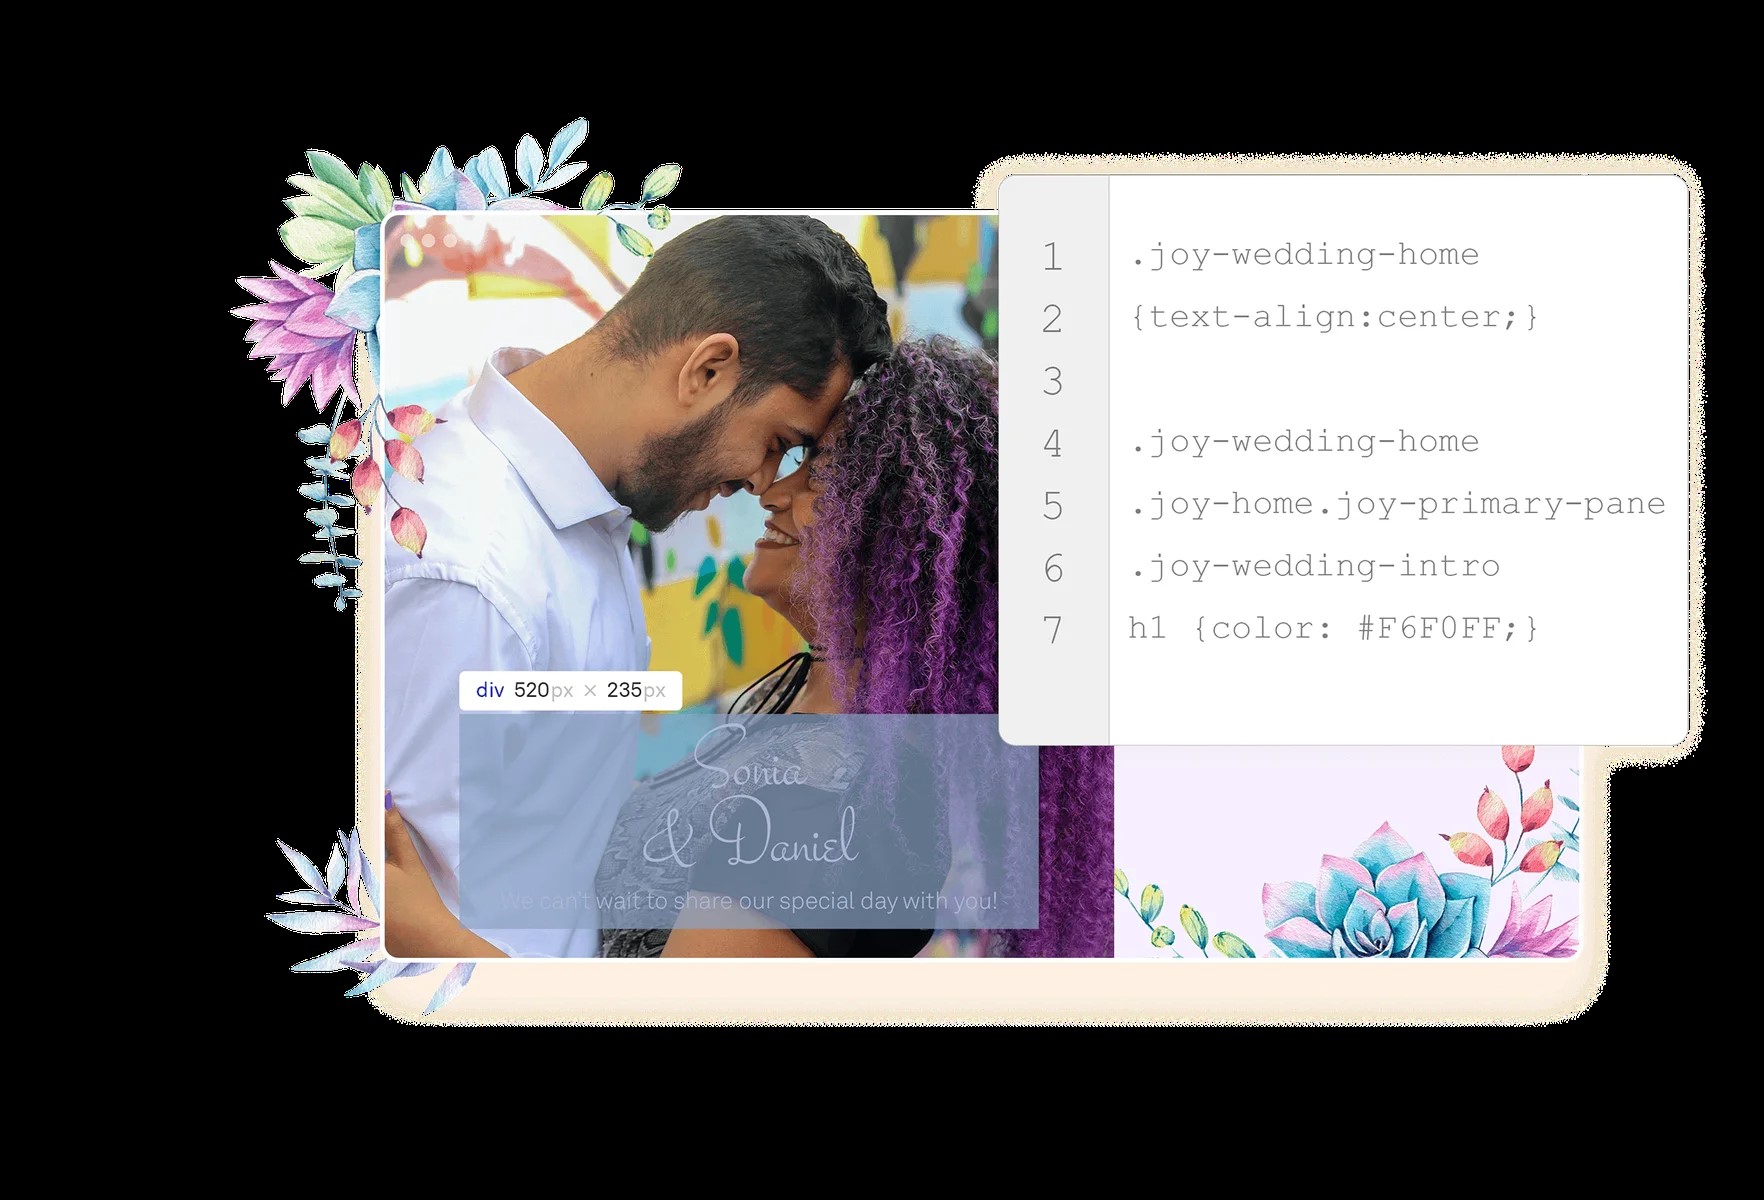 1 .joy-wedding-home
2 {text-align:center;}
3
4 .joy-wedding-home
5 .joy-home.joy-primary-pane
6 .joy-wedding-intro
7 h1 {color: #F6F0FF;}
div 520px × 235px
Sonia
& Daniel
We can't wait to share our special day with you!